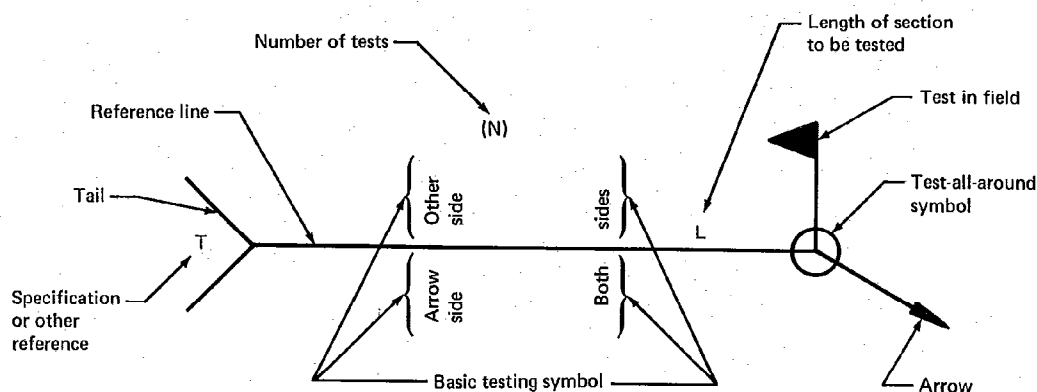 Length of section
to be tested
Number of tests
Test in field
Reference line
(N)
Tail
Other
side
sides
Test-all-around
symbol
T
L
Specification
or other
reference
Arrow
side
Both
Basic testing symbol
Arrow